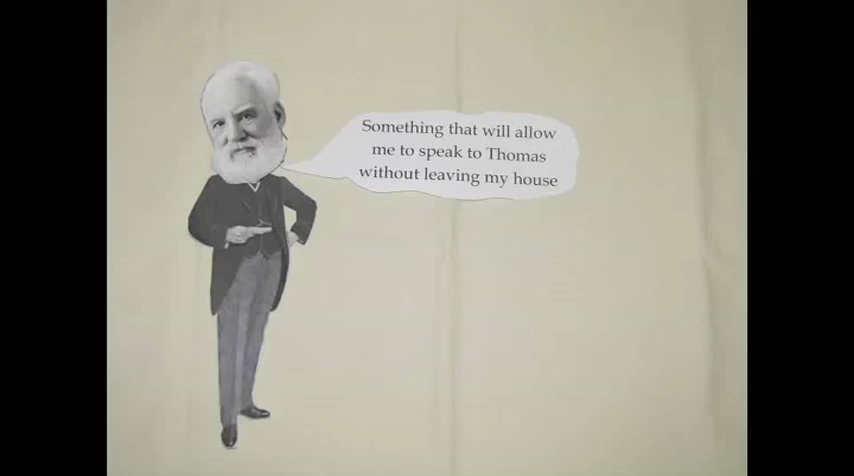 Something that will allow
me to speak to Thomas
without leaving my house